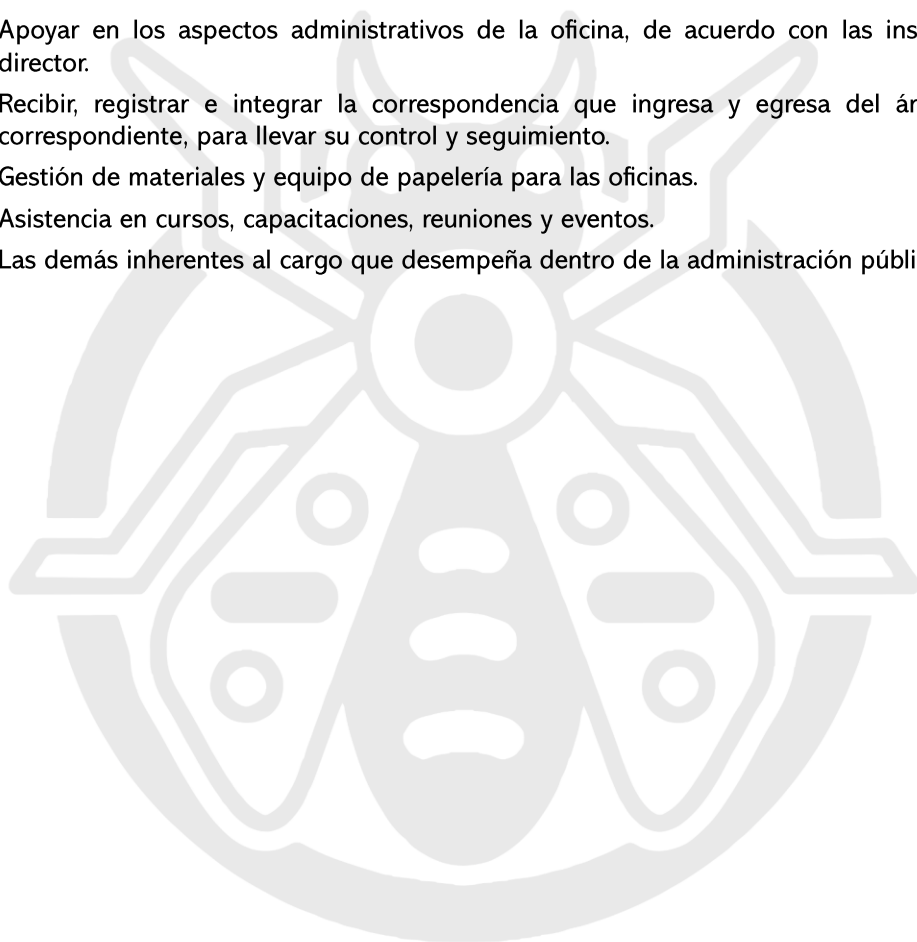 Apoyar en los aspectos administrativos de la oficina, de acuerdo con las ins
director.
Recibir, registrar e integrar la correspondencia que ingresa y egresa del ár
correspondiente, para llevar su control y seguimiento.
Gestión de materiales y equipo de papelería para las oficinas.
Asistencia en cursos, capacitaciones, reuniones y eventos.
Las demás inherentes al cargo que desempeña dentro de la administración públi